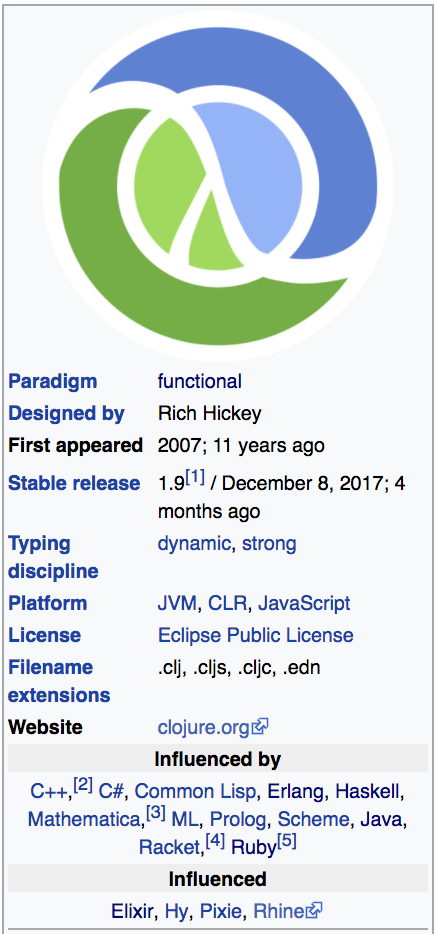 Paradigm functional
Designed by Rich Hickey
First appeared 2007; 11 years ago
Stable release 1.9[1] / December 8, 2017; 4
months ago
Typing dynamic, strong
discipline
Platform JVM, CLR, JavaScript
License Eclipse Public License
Filename .clj, .cljs, .cljc, .edn
extensions
Website clojure.org
Influenced by
C++,[2] C#, Common Lisp, Erlang, Haskell,
Mathematica,[3] ML, Prolog, Scheme, Java,
Racket,[4] Ruby[5]
Influenced
Elixir, Hy, Pixie, Rhine